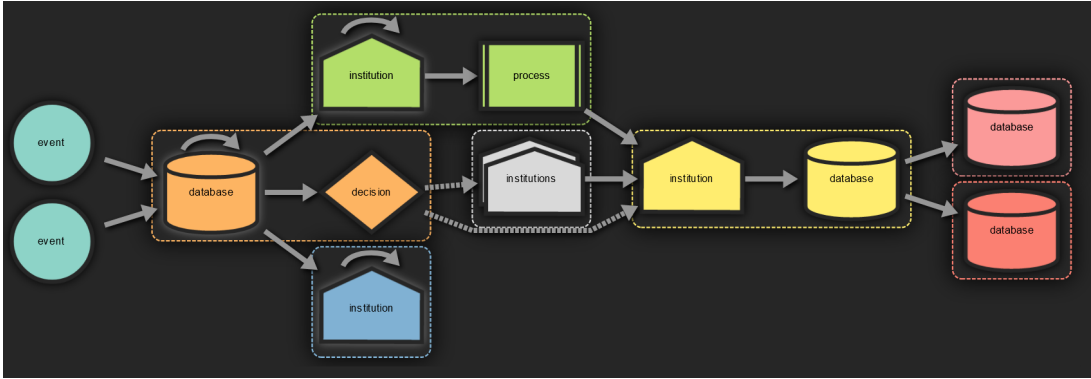 event
event
database
institution
process
decision
institutions
institution
institution
database
database
database